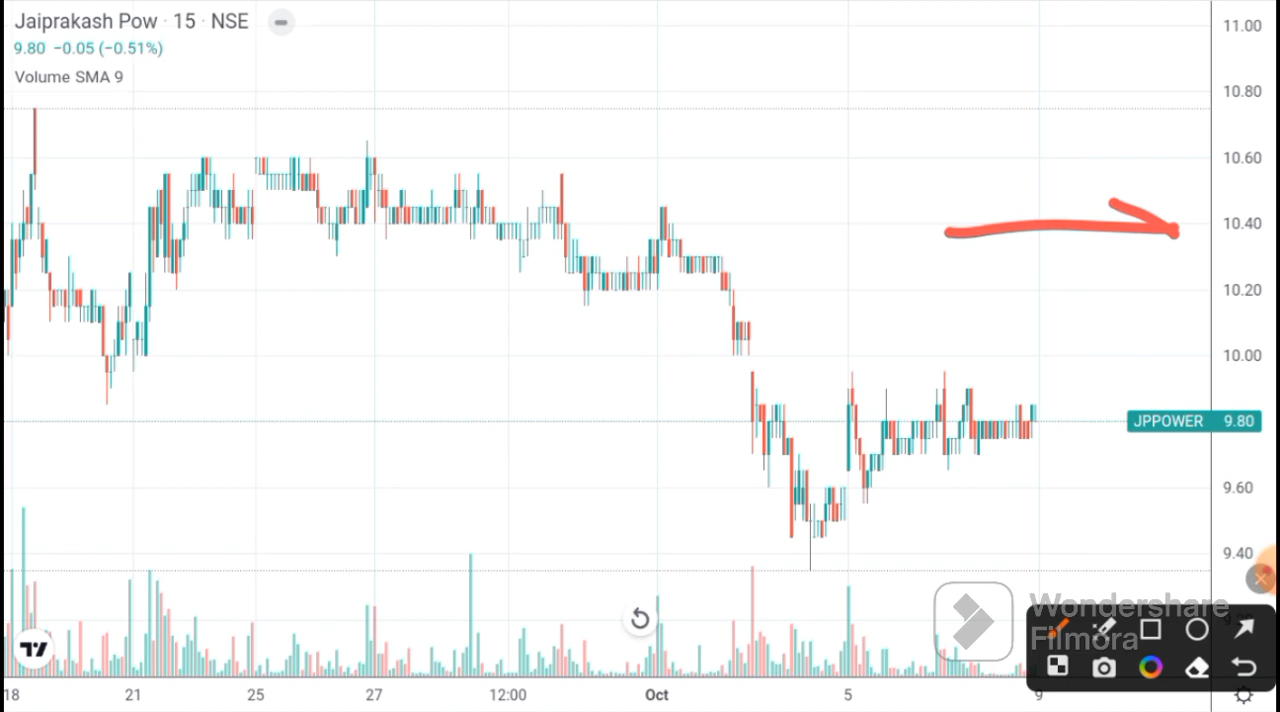 Jaiprakash Pow · 15 · NSE
9.80 −0.05 (−0.51%)
Volume SMA 9
11.00
10.80
10.60
10.40
10.20
10.00
JPPOWER 9.80
9.60
9.40
Wondershare
Filmora
18 21 25 27 12:00 Oct 5 9